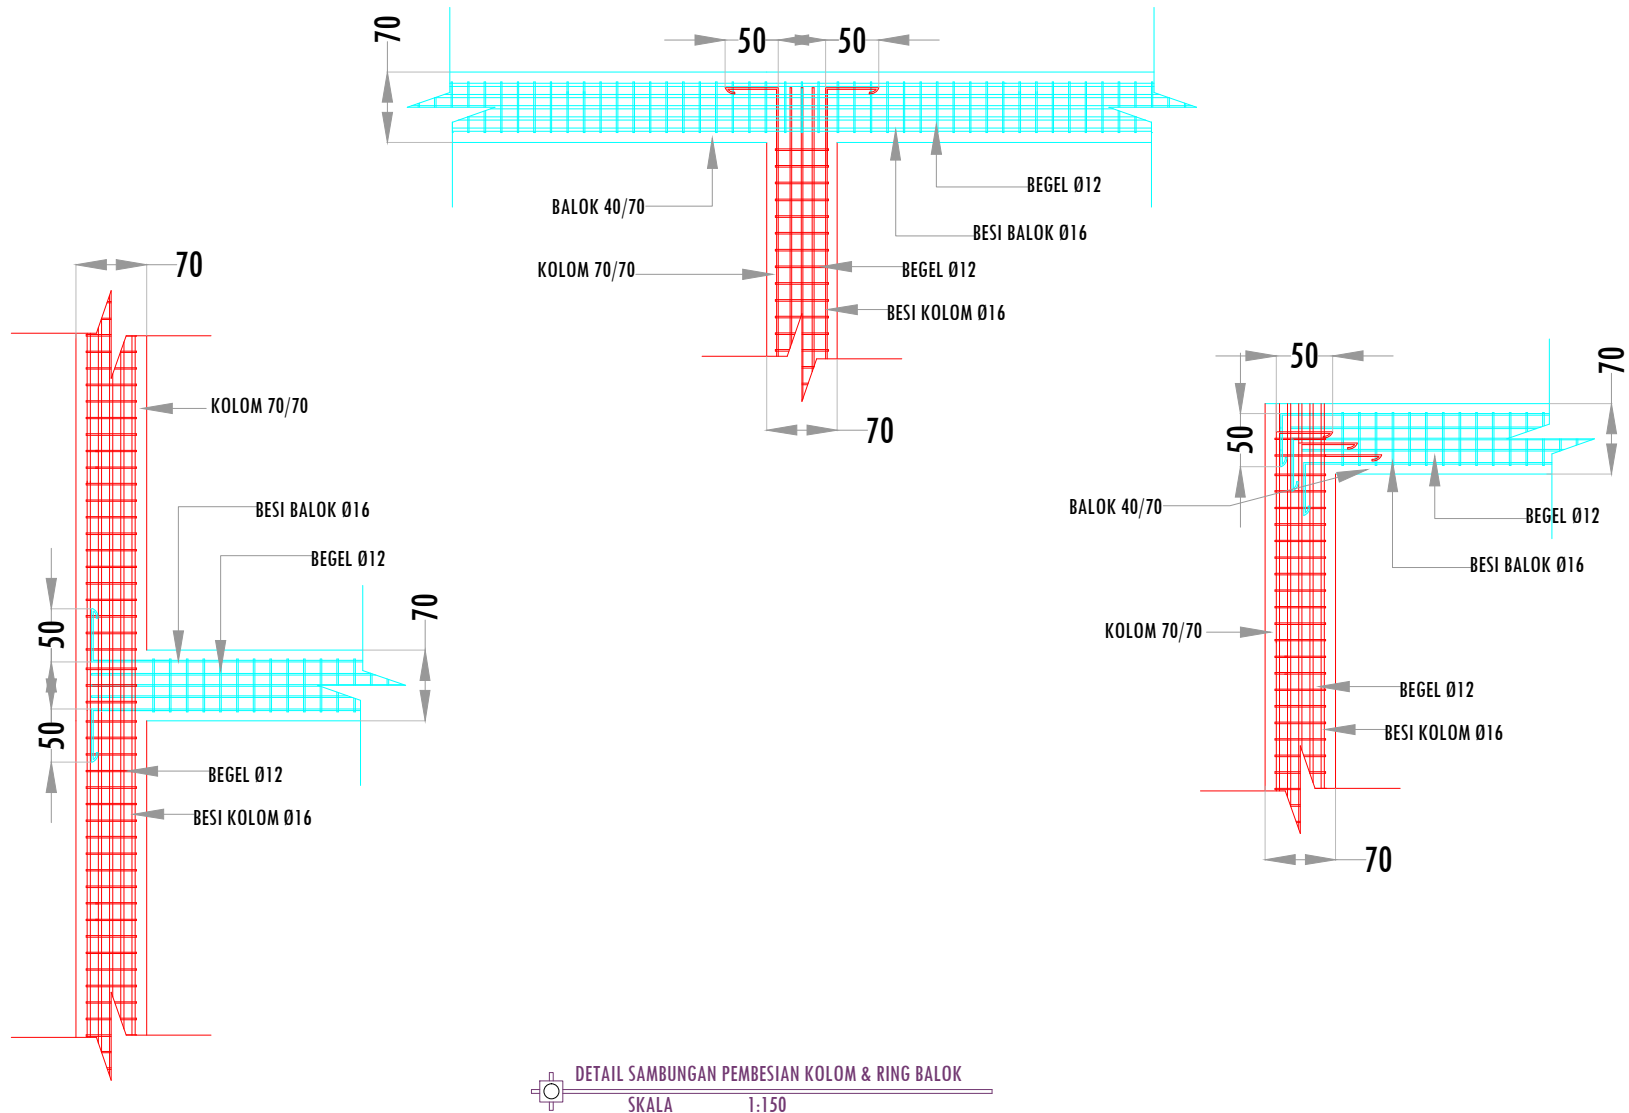 70
50
50
BEGEL Ø12
BALOK 40/70
BESI BALOK Ø16
KOLOM 70/70
BEGEL Ø12
BESI KOLOM Ø16
70
70
KOLOM 70/70
BESI BALOK Ø16
BEGEL Ø12
70
50
50
BEGEL Ø12
BESI KOLOM Ø16
50
70
50
BALOK 40/70
BEGEL Ø12
BESI BALOK Ø16
KOLOM 70/70
BEGEL Ø12
BESI KOLOM Ø16
70
DETAIL SAMBUNGAN PEMBESIAN KOLOM & RING BALOK
SKALA 1:150